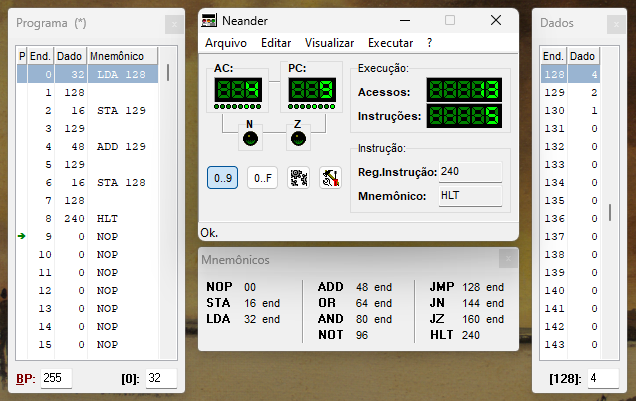 Programa (*)
x
P End. Dado Mnemônico
0 32 LDA 128
1 128
2 16 STA 129
3 129
4 48 ADD 129
5 129
6 16 STA 128
7 128
8 240 HLT
9 0 NOP
10 0 NOP
11 0 NOP
12 0 NOP
13 0 NOP
14 0 NOP
15 0 NOP
BP: 255 [0]: 32
Neander
Arquivo Editar Visualizar Executar ?
AC: PC:
4 9
N Z
0..9 0..F
Execução:
Acessos: 13
Instruções: 5
Instrução:
Reg.Instrução: 240
Mnemônico: HLT
Ok.
Mnemônicos
x
NOP 00 ADD 48 end JMP 128 end
STA 16 end OR 64 end JN 144 end
LDA 32 end AND 80 end JZ 160 end
NOT 96 HLT 240
Dados
x
End. Dado
128 4
129 2
130 1
131 0
132 0
133 0
134 0
135 0
136 0
137 0
138 0
139 0
140 0
141 0
142 0
143 0
[128]: 4